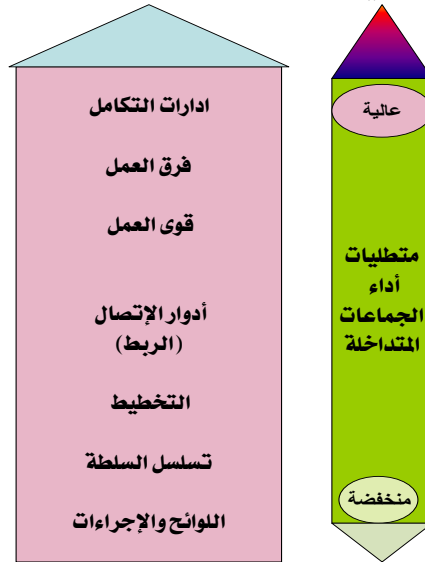 ادارات التكامل
فرق العمل
قوى العمل
أدوار الإتصال
(الربط)
التخطيط
تسلسل السلطة
اللوائح والإجراءات
عالية
متطلبات
أداء
الجماعات
المتداخلة
منخفضة